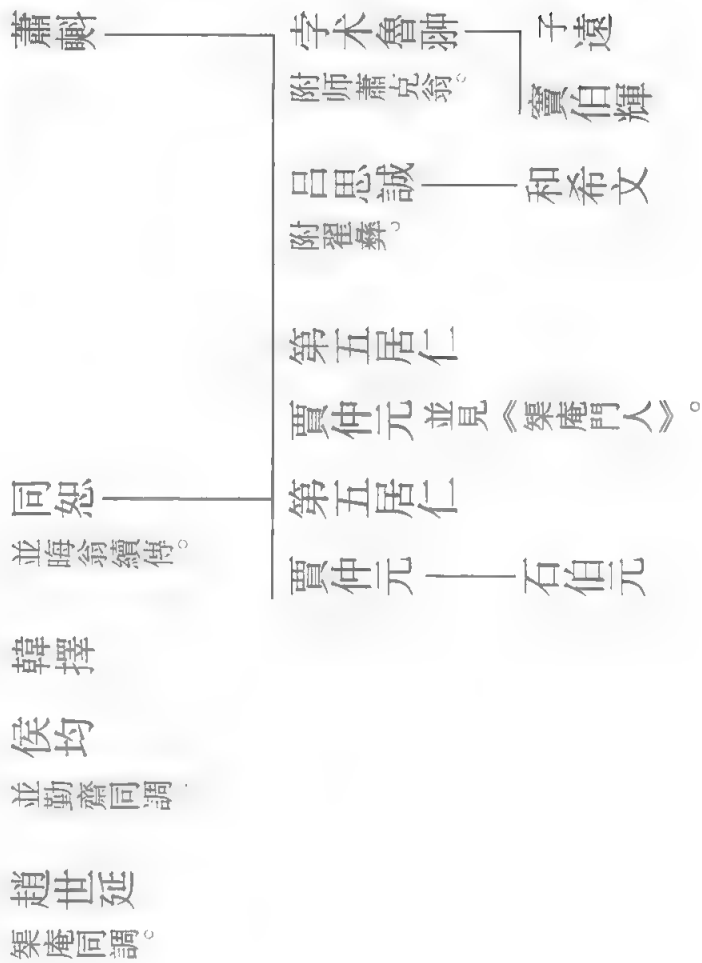 蕭𣂏
孛术魯翀
附师蕭克翁。
子遠
竇伯輝
吕思誠
附翟彝。
和希文
第五居仁
賈仲元 並見《榘庵門人》。
同恕
並晦翁續傳。
第五居仁
賈仲元
石伯元
韓擇
侯均
並勤齋同調
趙世延
榘庵同調。